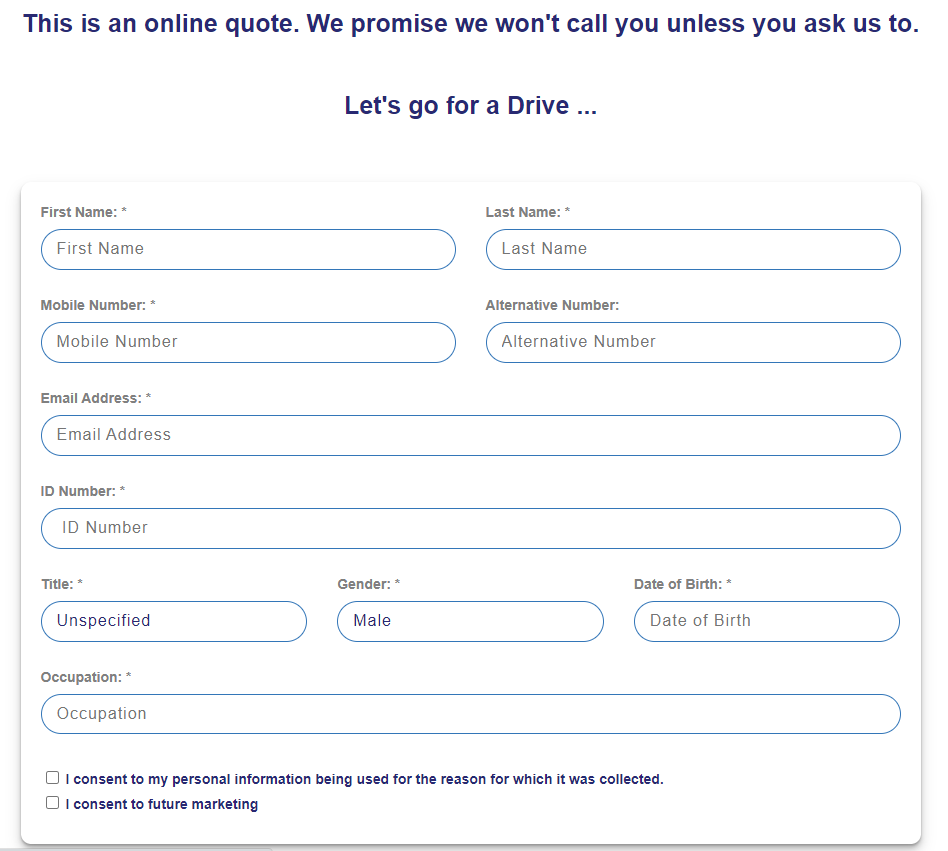 This is an online quote. We promise we won't call you unless you ask us to.
Let's go for a Drive ...
First Name: *
Last Name: *
First Name
Last Name
Mobile Number: *
Alternative Number:
Mobile Number
Alternative Number
Email Address: *
Email Address
ID Number: *
ID Number
Title: *
Gender: *
Date of Birth: *
Unspecified
Male
Date of Birth
Occupation: *
Occupation
I consent to my personal information being used for the reason for which it was collected.
I consent to future marketing